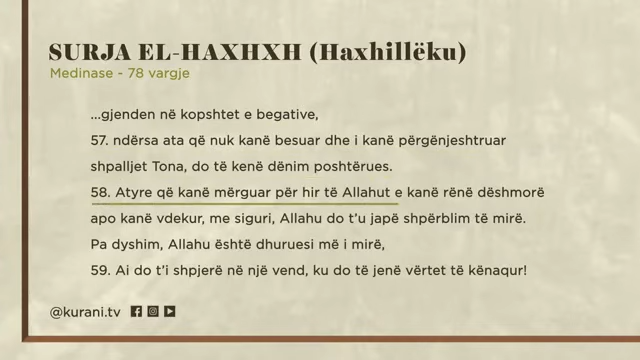 SURJA EL-HAXHXH (Haxhillëku)
Medinase - 78 vargje
...gjenden në kopshtet e begative,
57. ndërsa ata që nuk kanë besuar dhe i kanë përgënjeshtruar
shpalljet Tona, do të kenë dënim poshtërues.
58. Atyre që kanë mërguar për hir të Allahut e kanë rënë dëshmorë
apo kanë vdekur, me siguri, Allahu do t'u japë shpërblim të mirë.
Pa dyshim, Allahu është dhuruesi më i mirë,
59. Ai do t'i shpjerë në një vend, ku do të jenë vërtet të kënaqur!
@kurani.tv